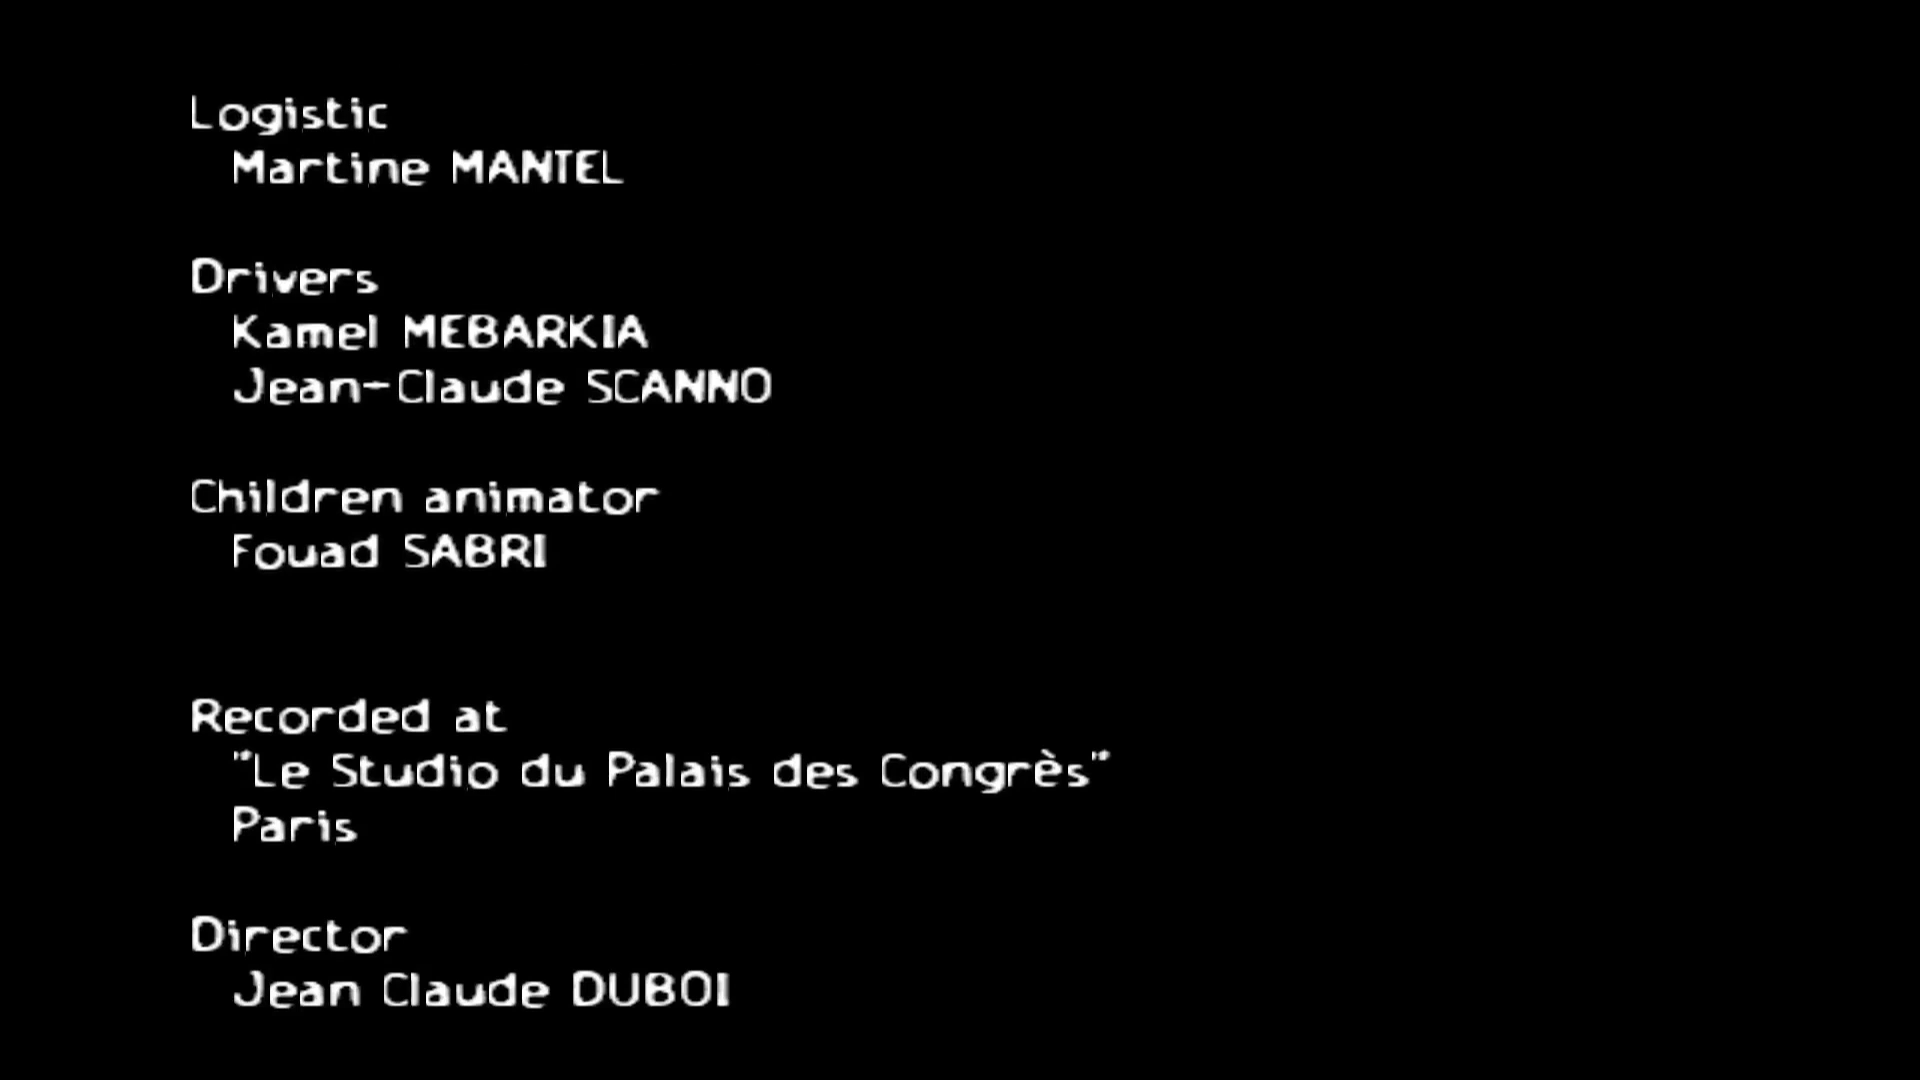 Logistic
Martine MANTEL
Drivers
Kamel MEBARKIA
Jean-Claude SCANNO
Children animator
Fouad SABRI
Recorded at
"Le Studio du Palais des Congrès"
Paris
Director
Jean Claude DUBOI